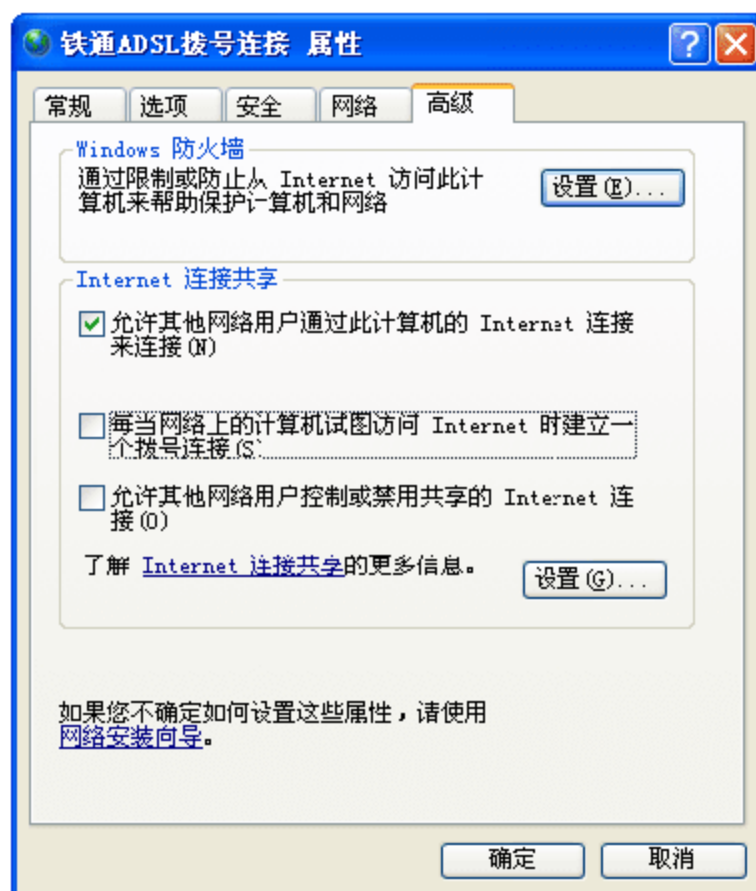 铁通ADSL拨号连接 属性
常规 选项 安全 网络 高级
Windows 防火墙
通过限制或防止从 Internet 访问此计
算机来帮助保护计算机和网络
设置(E)...
Internet 连接共享
允许其他网络用户通过此计算机的 Internet 连接
来连接(N)
每当网络上的计算机试图访问 Internet 时建立一
个拨号连接(S)
允许其他网络用户控制或禁用共享的 Internet 连
接(O)
了解 Internet 连接共享的更多信息。
设置(G)...
如果您不确定如何设置这些属性，请使用
网络安装向导。
确定 取消